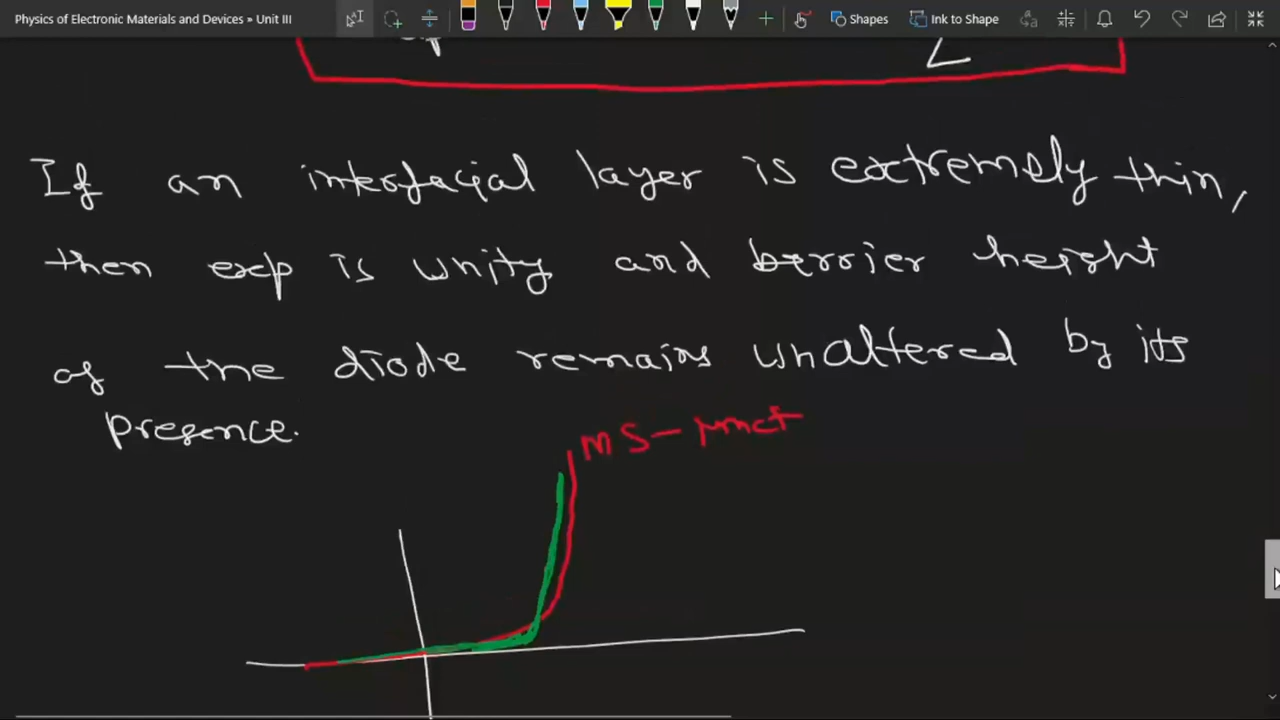 Physics of Electronic Materials and Devices » Unit III
Shapes
Ink to Shape
If an interfacial layer is extremely thin,
then exp is unity and berrier height
of the diode remains unaltered by its
presence.
MS-junct